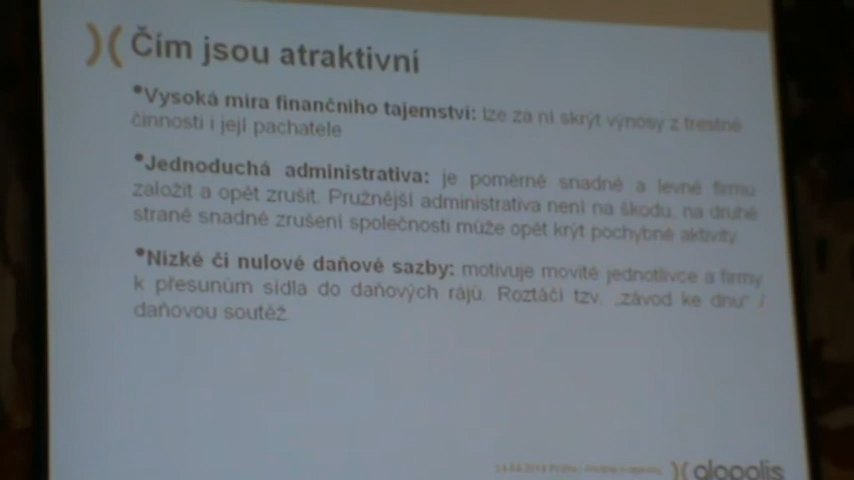 Čím jsou atraktivní
•Vysoká míra finančního tajemství: lze za ní skrýt výnosy z trestné
činnosti i její pachatele
•Jednoduchá administrativa: je poměrně snadné a levné firmu
založit a opět zrušit. Pružnější administrativa není na škodu, na druhé
straně snadné zrušení společnosti může opět krýt pochybné aktivity.
•Nízké či nulové daňové sazby: motivuje movité jednotlivce a firmy
k přesunům sídla do daňových rájů. Roztáčí tzv. „závod ke dnu“ /
daňovou soutěž.
glopolis